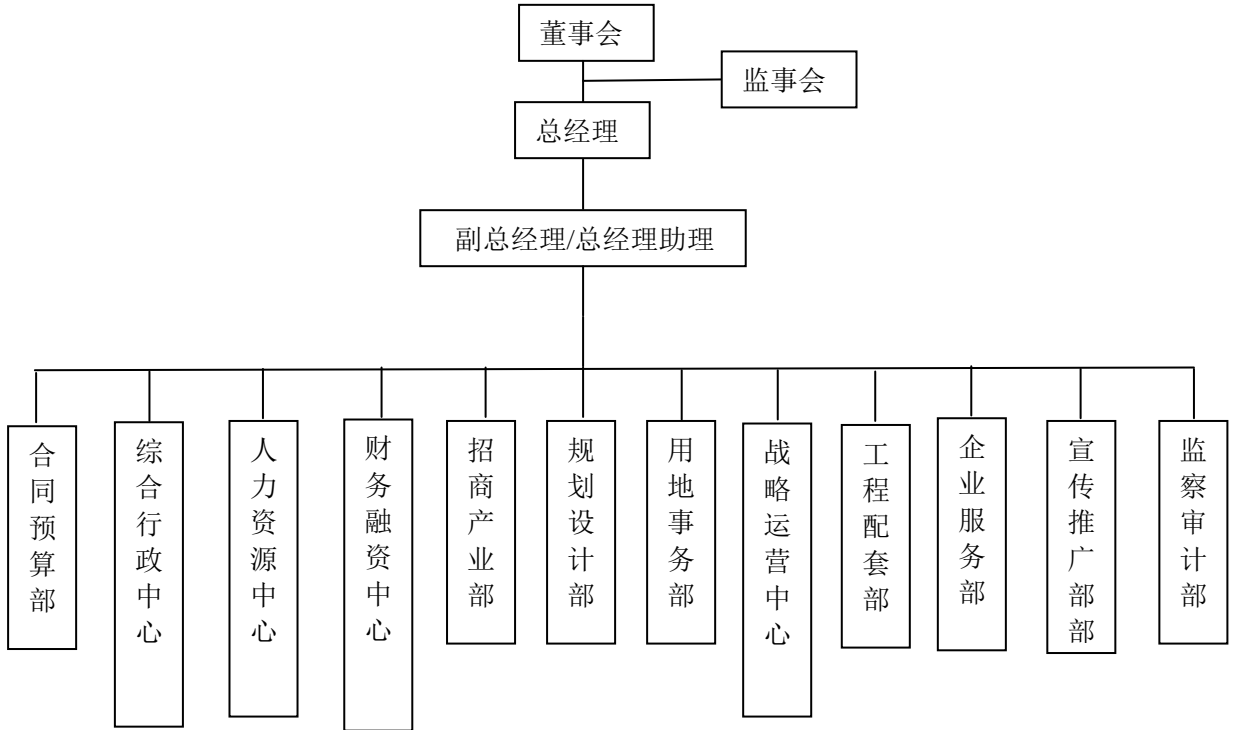 董事会
监事会
总经理
副总经理/总经理助理
合同预算部
综合行政中心
人力资源中心
财务融资中心
招商产业部
规划设计部
用地事务部
战略运营中心
工程配套部
企业服务部
宣传推广部部
监察审计部